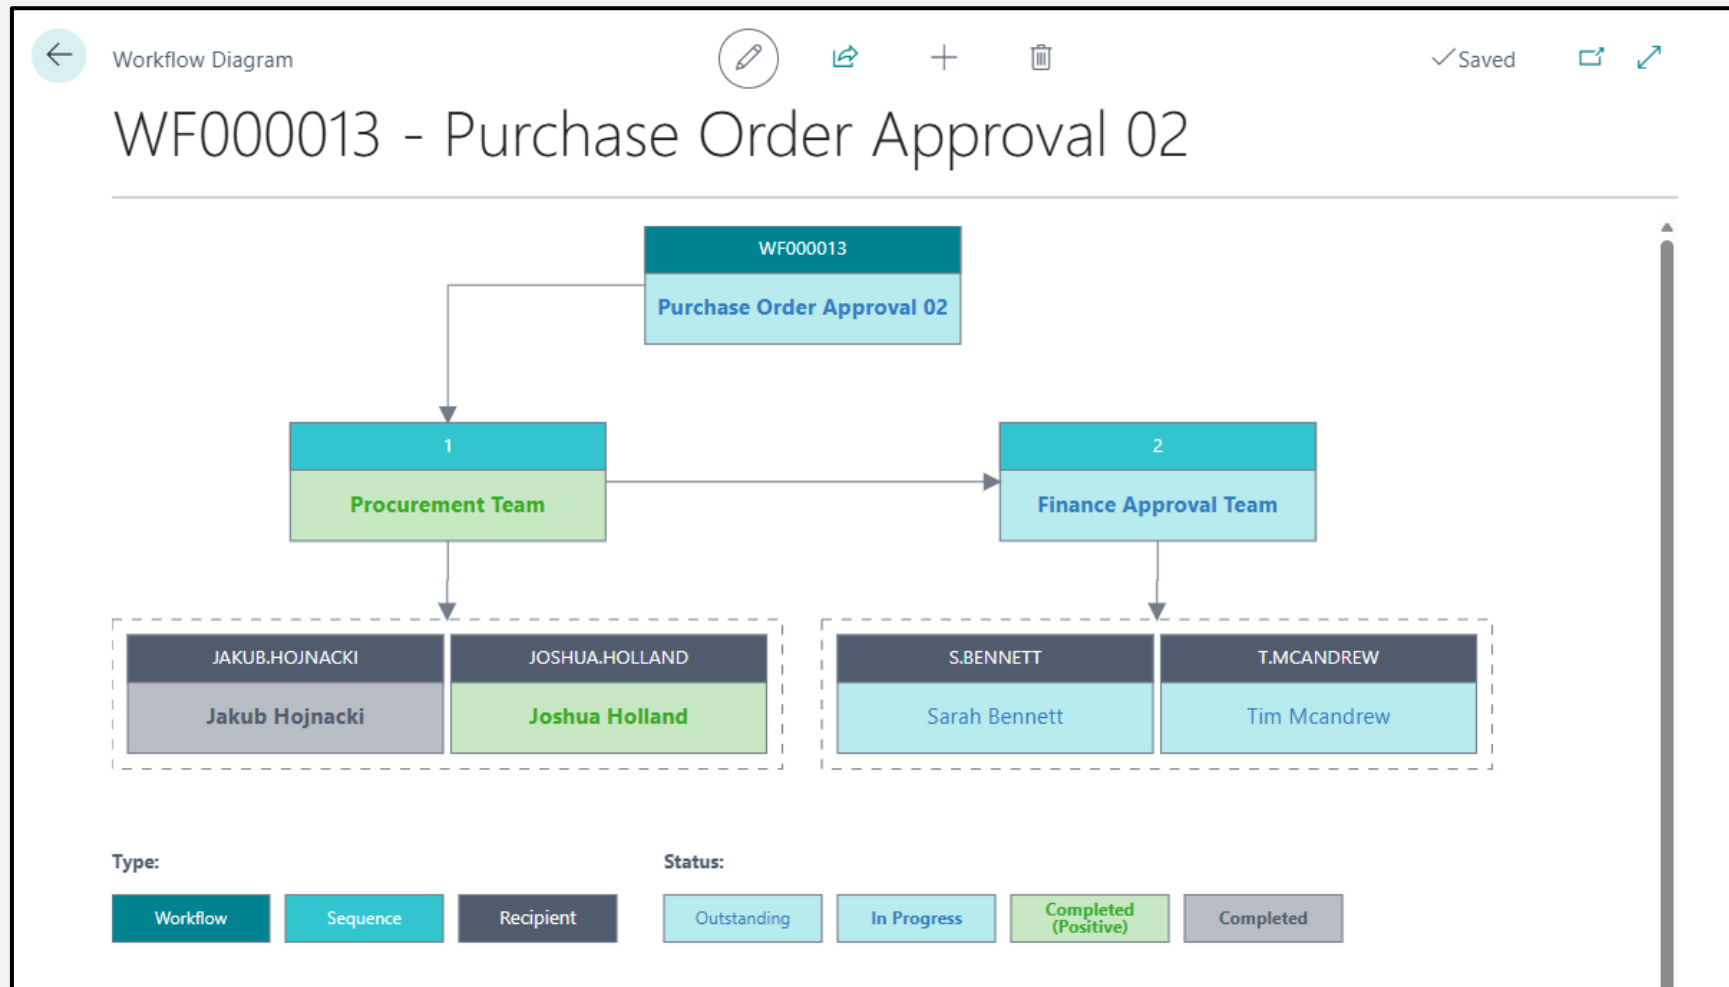 Workflow Diagram
Saved
WF000013 - Purchase Order Approval 02
WF000013
Purchase Order Approval 02
1
Procurement Team
2
Finance Approval Team
JAKUB.HOJNACKI
Jakub Hojnacki
JOSHUA.HOLLAND
Joshua Holland
S.BENNETT
Sarah Bennett
T.MCANDREW
Tim Mcandrew
Type:
Workflow
Sequence
Recipient
Status:
Outstanding
In Progress
Completed
(Positive)
Completed